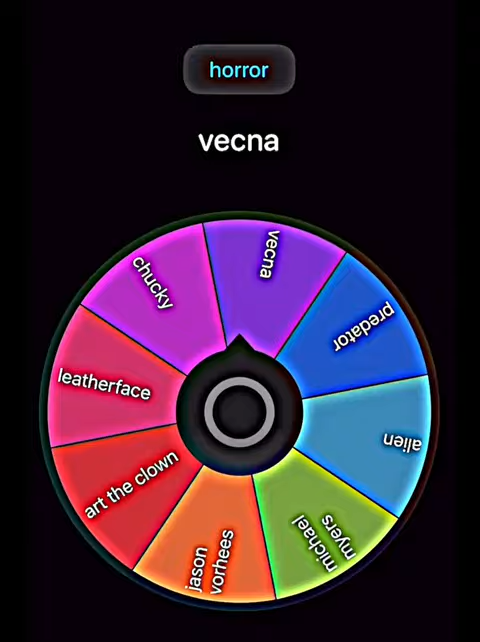 horror
vecna
vecna
predator
alien
michael
myers
jason
vorhees
art the clown
leatherface
chucky